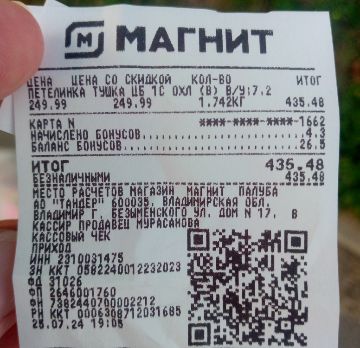 М МАГНИТ
ЦЕНА ЦЕНА СО СКИДКОЙ КОЛ-ВО ИТОГ
ПЕТЕЛИНКА ТУШКА ЦБ 1С ОХЛ (В) В/У:7,2
249.99 249.99 1.742КГ 435.48
КАРТА N ****-****-****-1662
НАЧИСЛЕНО БОНУСОВ 4.3
БАЛАНС БОНУСОВ 26.5
ИТОГ 435.48
БЕЗНАЛИЧНЫМИ 435.48
МЕСТО РАСЧЕТОВ МАГАЗИН МАГНИТ ПАЛУБА
АО "ТАНДЕР" 600035, ВЛАДИМИРСКАЯ ОБЛ,
ВЛАДИМИР Г, БЕЗЫМЕНСКОГО УЛ, ДОМ N 17, В
КАССИР ПРОДАВЕЦ МУРАСАНОВА
КАССОВЫЙ ЧЕК
ПРИХОД
ИНН 2310031475
ЗН ККТ 0582240012232023
ФД 31026
ФП 2646001760
ФН 7382440700002212
РН ККТ 0006368712031685
25.07.24 19:05